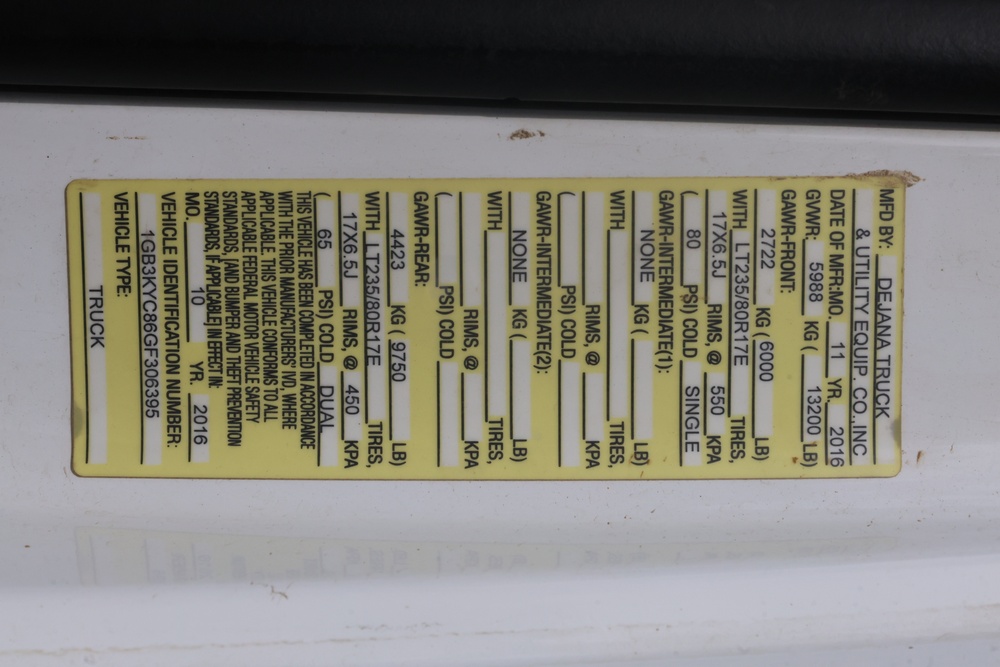 MFD BY: DEJANA TRUCK
& UTILITY EQUIP. CO. INC
DATE OF MFR:MO. 11 YR. 2016
GVWR: 5988 KG ( 13200 LB)
GAWR-FRONT:
2722 KG ( 6000 LB)
WITH LT235/80R17E TIRES,
17X6.5J RIMS, @ 550 KPA
( 80 PSI) COLD SINGLE
GAWR-INTERMEDIATE(1):
NONE KG ( LB)
WITH TIRES,
RIMS, @ KPA
( PSI) COLD
GAWR-INTERMEDIATE(2):
NONE KG ( LB)
WITH TIRES,
RIMS, @ KPA
( PSI) COLD
GAWR-REAR:
4423 KG ( 9750 LB)
WITH LT235/80R17E TIRES,
17X6.5J RIMS, @ 450 KPA
( 65 PSI) COLD DUAL
THIS VEHICLE HAS BEEN COMPLETED IN ACCORDANCE
WITH THE PRIOR MANUFACTURERS' IVD, WHERE
APPLICABLE. THIS VEHICLE CONFORMS TO ALL
APPLICABLE FEDERAL MOTOR VEHICLE SAFETY
STANDARDS, [AND BUMPER AND THEFT PREVENTION
STANDARDS, IF APPLICABLE], IN EFFECT IN:
MO. 10 YR. 2016
VEHICLE IDENTIFICATION NUMBER:
1GB3KYC86GF306395
VEHICLE TYPE:
TRUCK